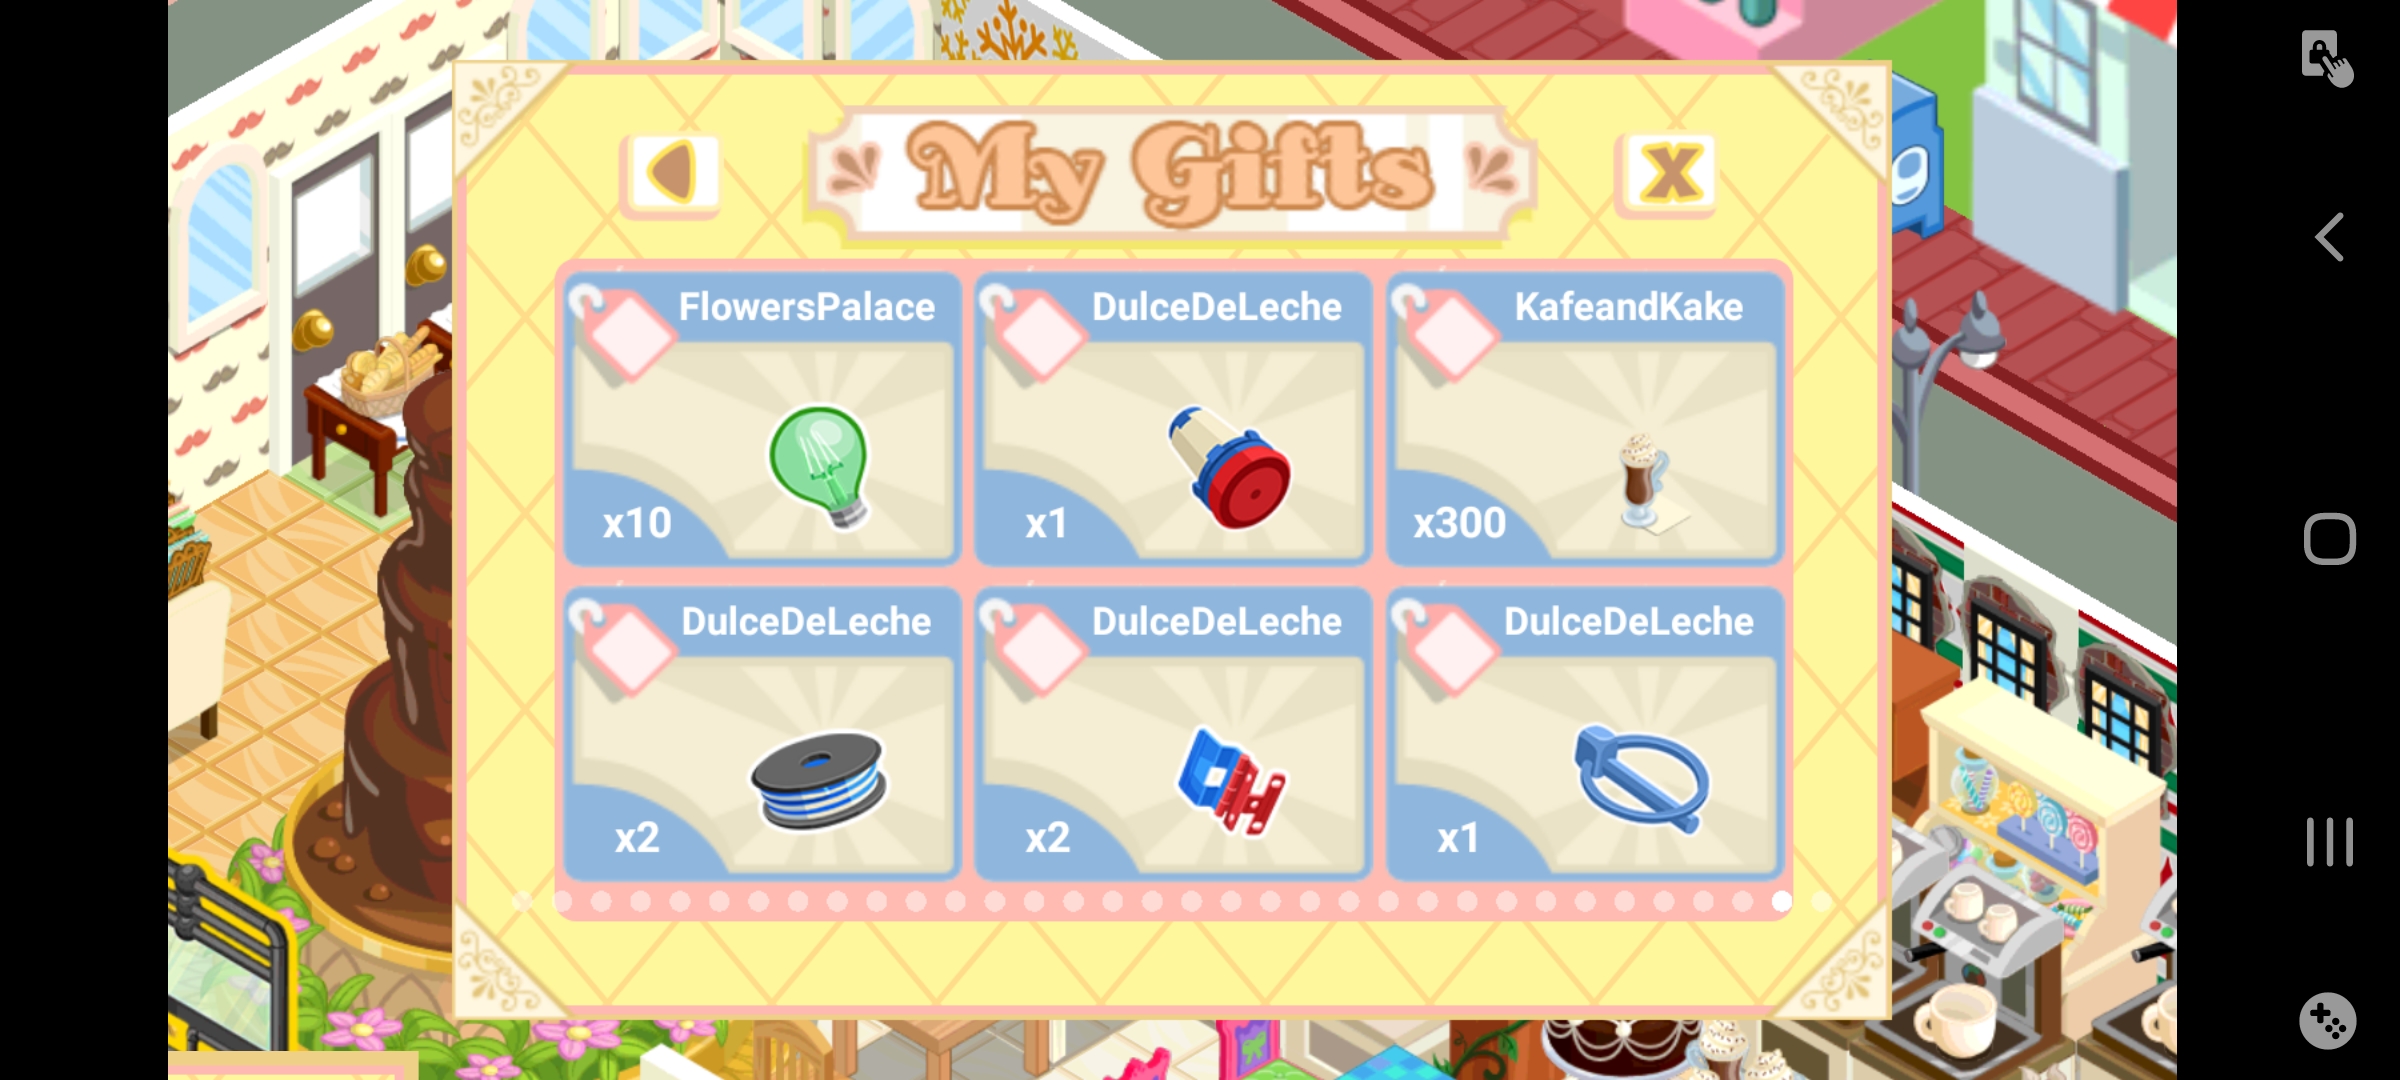 My Gifts
X
FlowersPalace
x10
DulceDeLeche
x1
KafeandKake
x300
DulceDeLeche
x2
DulceDeLeche
x2
DulceDeLeche
x1